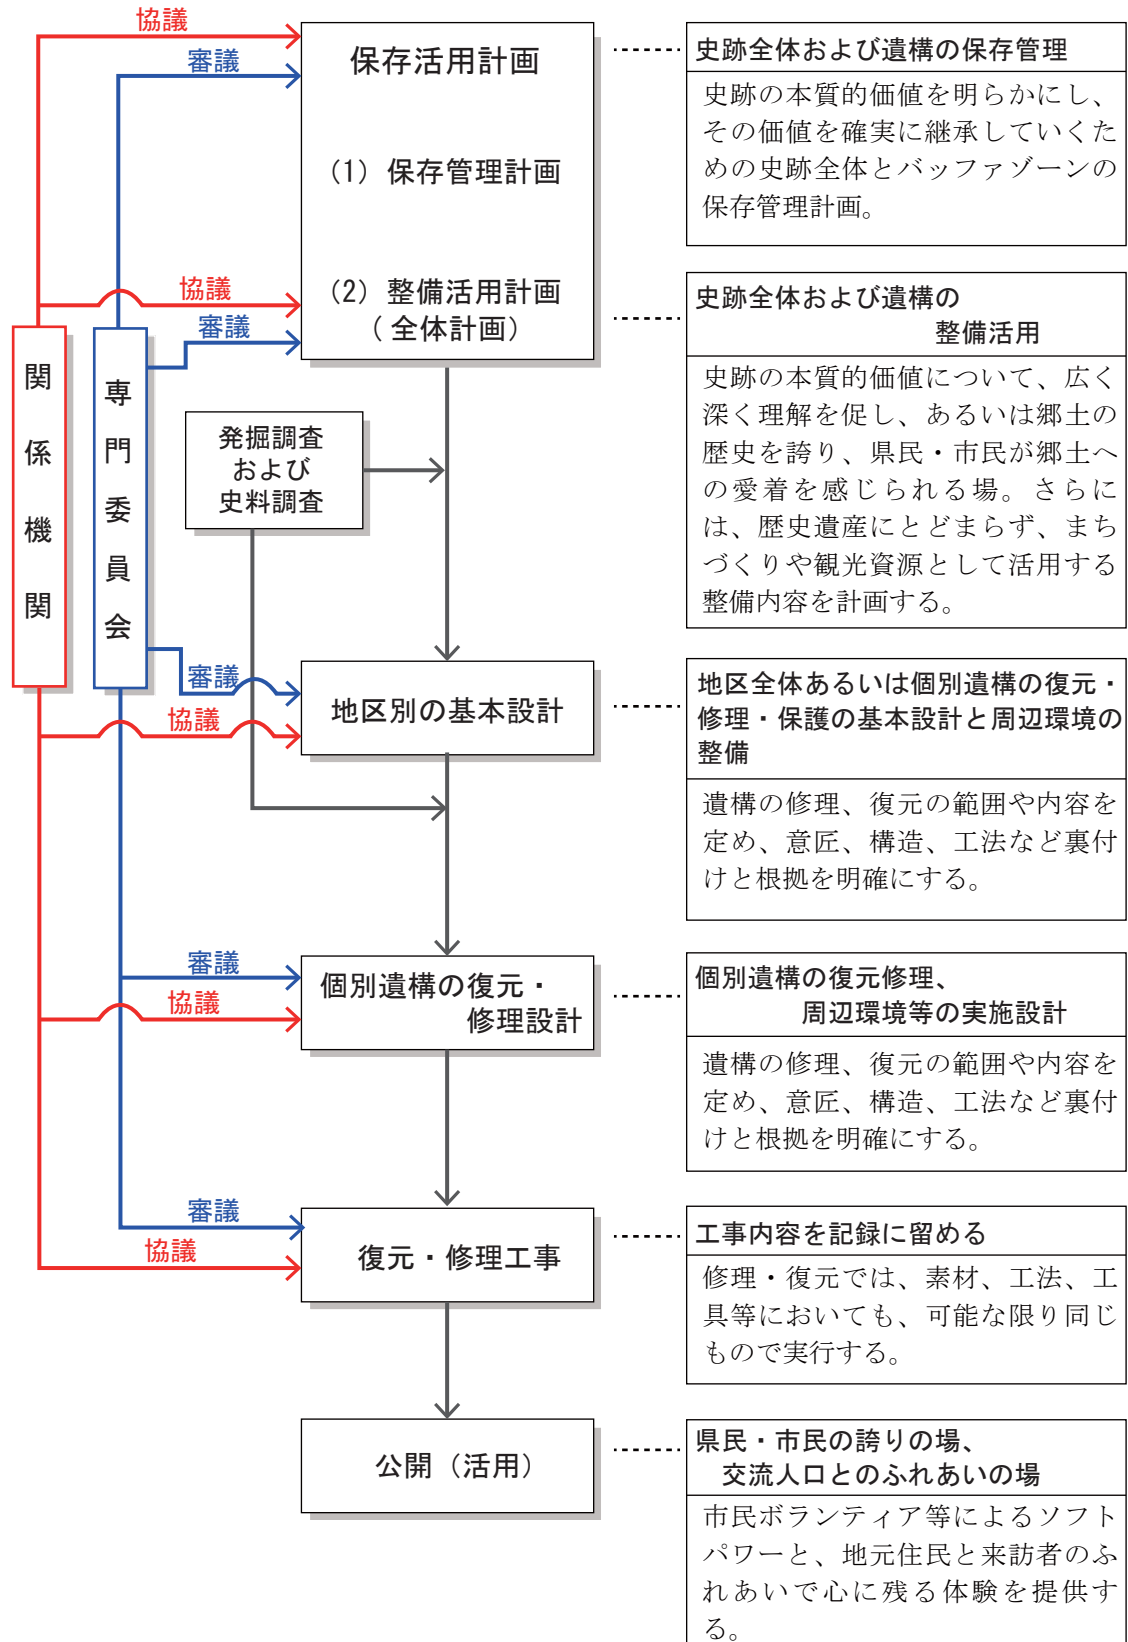 協議
審議
保存活用計画
(1) 保存管理計画
協議
審議
(2) 整備活用計画
(全体計画)
関係機関
専門委員会
発掘調査
および
史料調査
審議
協議
地区別の基本設計
審議
協議
個別遺構の復元・
修理設計
審議
協議
復元・修理工事
公開（活用）
史跡全体および遺構の保存管理
史跡の本質的価値を明らかにし、
その価値を確実に継承していくた
めの史跡全体とバッファゾーンの
保存管理計画。
史跡全体および遺構の
整備活用
史跡の本質的価値について、広く
深く理解を促し、あるいは郷土の
歴史を誇り、県民・市民が郷土へ
の愛着を感じられる場。さらに
は、歴史遺産にとどまらず、まち
づくりや観光資源として活用する
整備内容を計画する。
地区全体あるいは個別遺構の復元・
修理・保護の基本設計と周辺環境の
整備
遺構の修理、復元の範囲や内容を
定め、意匠、構造、工法など裏付
けと根拠を明確にする。
個別遺構の復元修理、
周辺環境等の実施設計
遺構の修理、復元の範囲や内容を
定め、意匠、構造、工法など裏付
けと根拠を明確にする。
工事内容を記録に留める
修理・復元では、素材、工法、工
具等においても、可能な限り同じ
もので実行する。
県民・市民の誇りの場、
交流人口とのふれあいの場
市民ボランティア等によるソフト
パワーと、地元住民と来訪者のふ
れあいで心に残る体験を提供す
る。